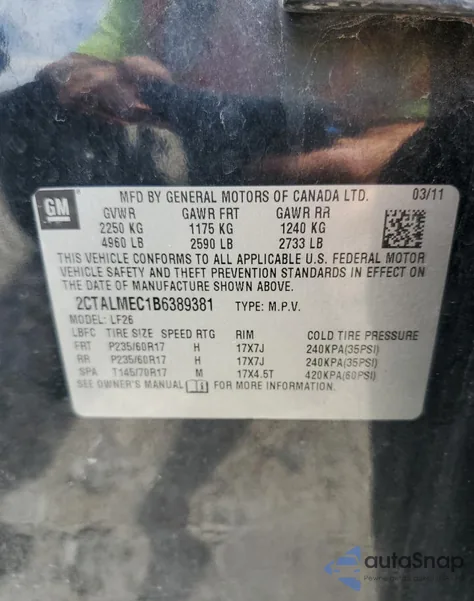 GM
MFD BY GENERAL MOTORS OF CANADA LTD. 03/11
GVWR GAWR FRT GAWR RR
2250 KG 1175 KG 1240 KG
4960 LB 2590 LB 2733 LB
THIS VEHICLE CONFORMS TO ALL APPLICABLE U.S. FEDERAL MOTOR
VEHICLE SAFETY AND THEFT PREVENTION STANDARDS IN EFFECT ON
THE DATE OF MANUFACTURE SHOWN ABOVE.
2CTALMEC1B6389381 TYPE: M.P.V.
MODEL: LF26
LBFC TIRE SIZE SPEED RTG RIM COLD TIRE PRESSURE
FRT P235/60R17 H 17X7J 240KPA(35PSI)
RR P235/60R17 H 17X7J 240KPA(35PSI)
SPA T145/70R17 M 17X4.5T 420KPA(60PSI)
SEE OWNER'S MANUAL FOR MORE INFORMATION.
autoSnap